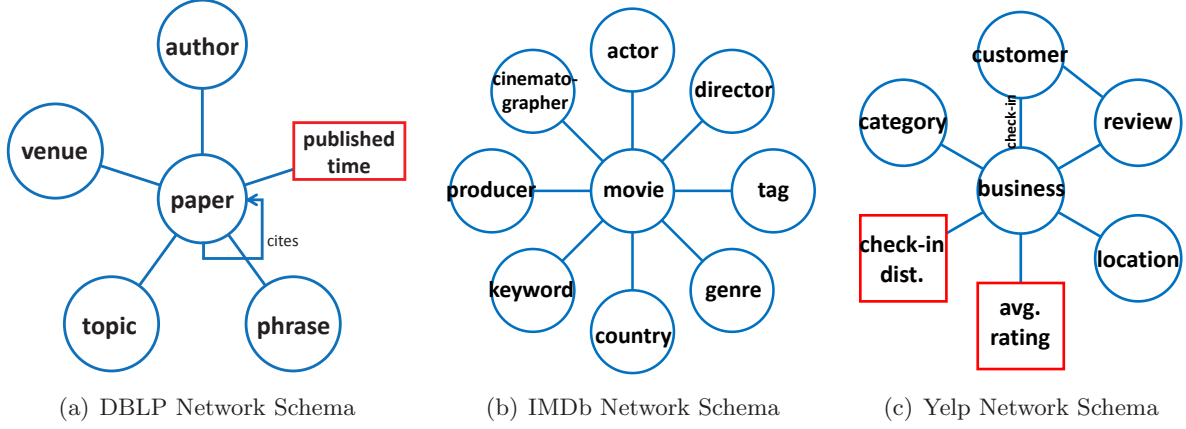 author
venue
published
time
paper
cites
topic
phrase
(a) DBLP Network Schema
actor
cinemato-
grapher
director
producer
movie
tag
keyword
genre
country
(b) IMDb Network Schema
customer
check-in
category
review
business
check-in
dist.
location
avg.
rating
(c) Yelp Network Schema